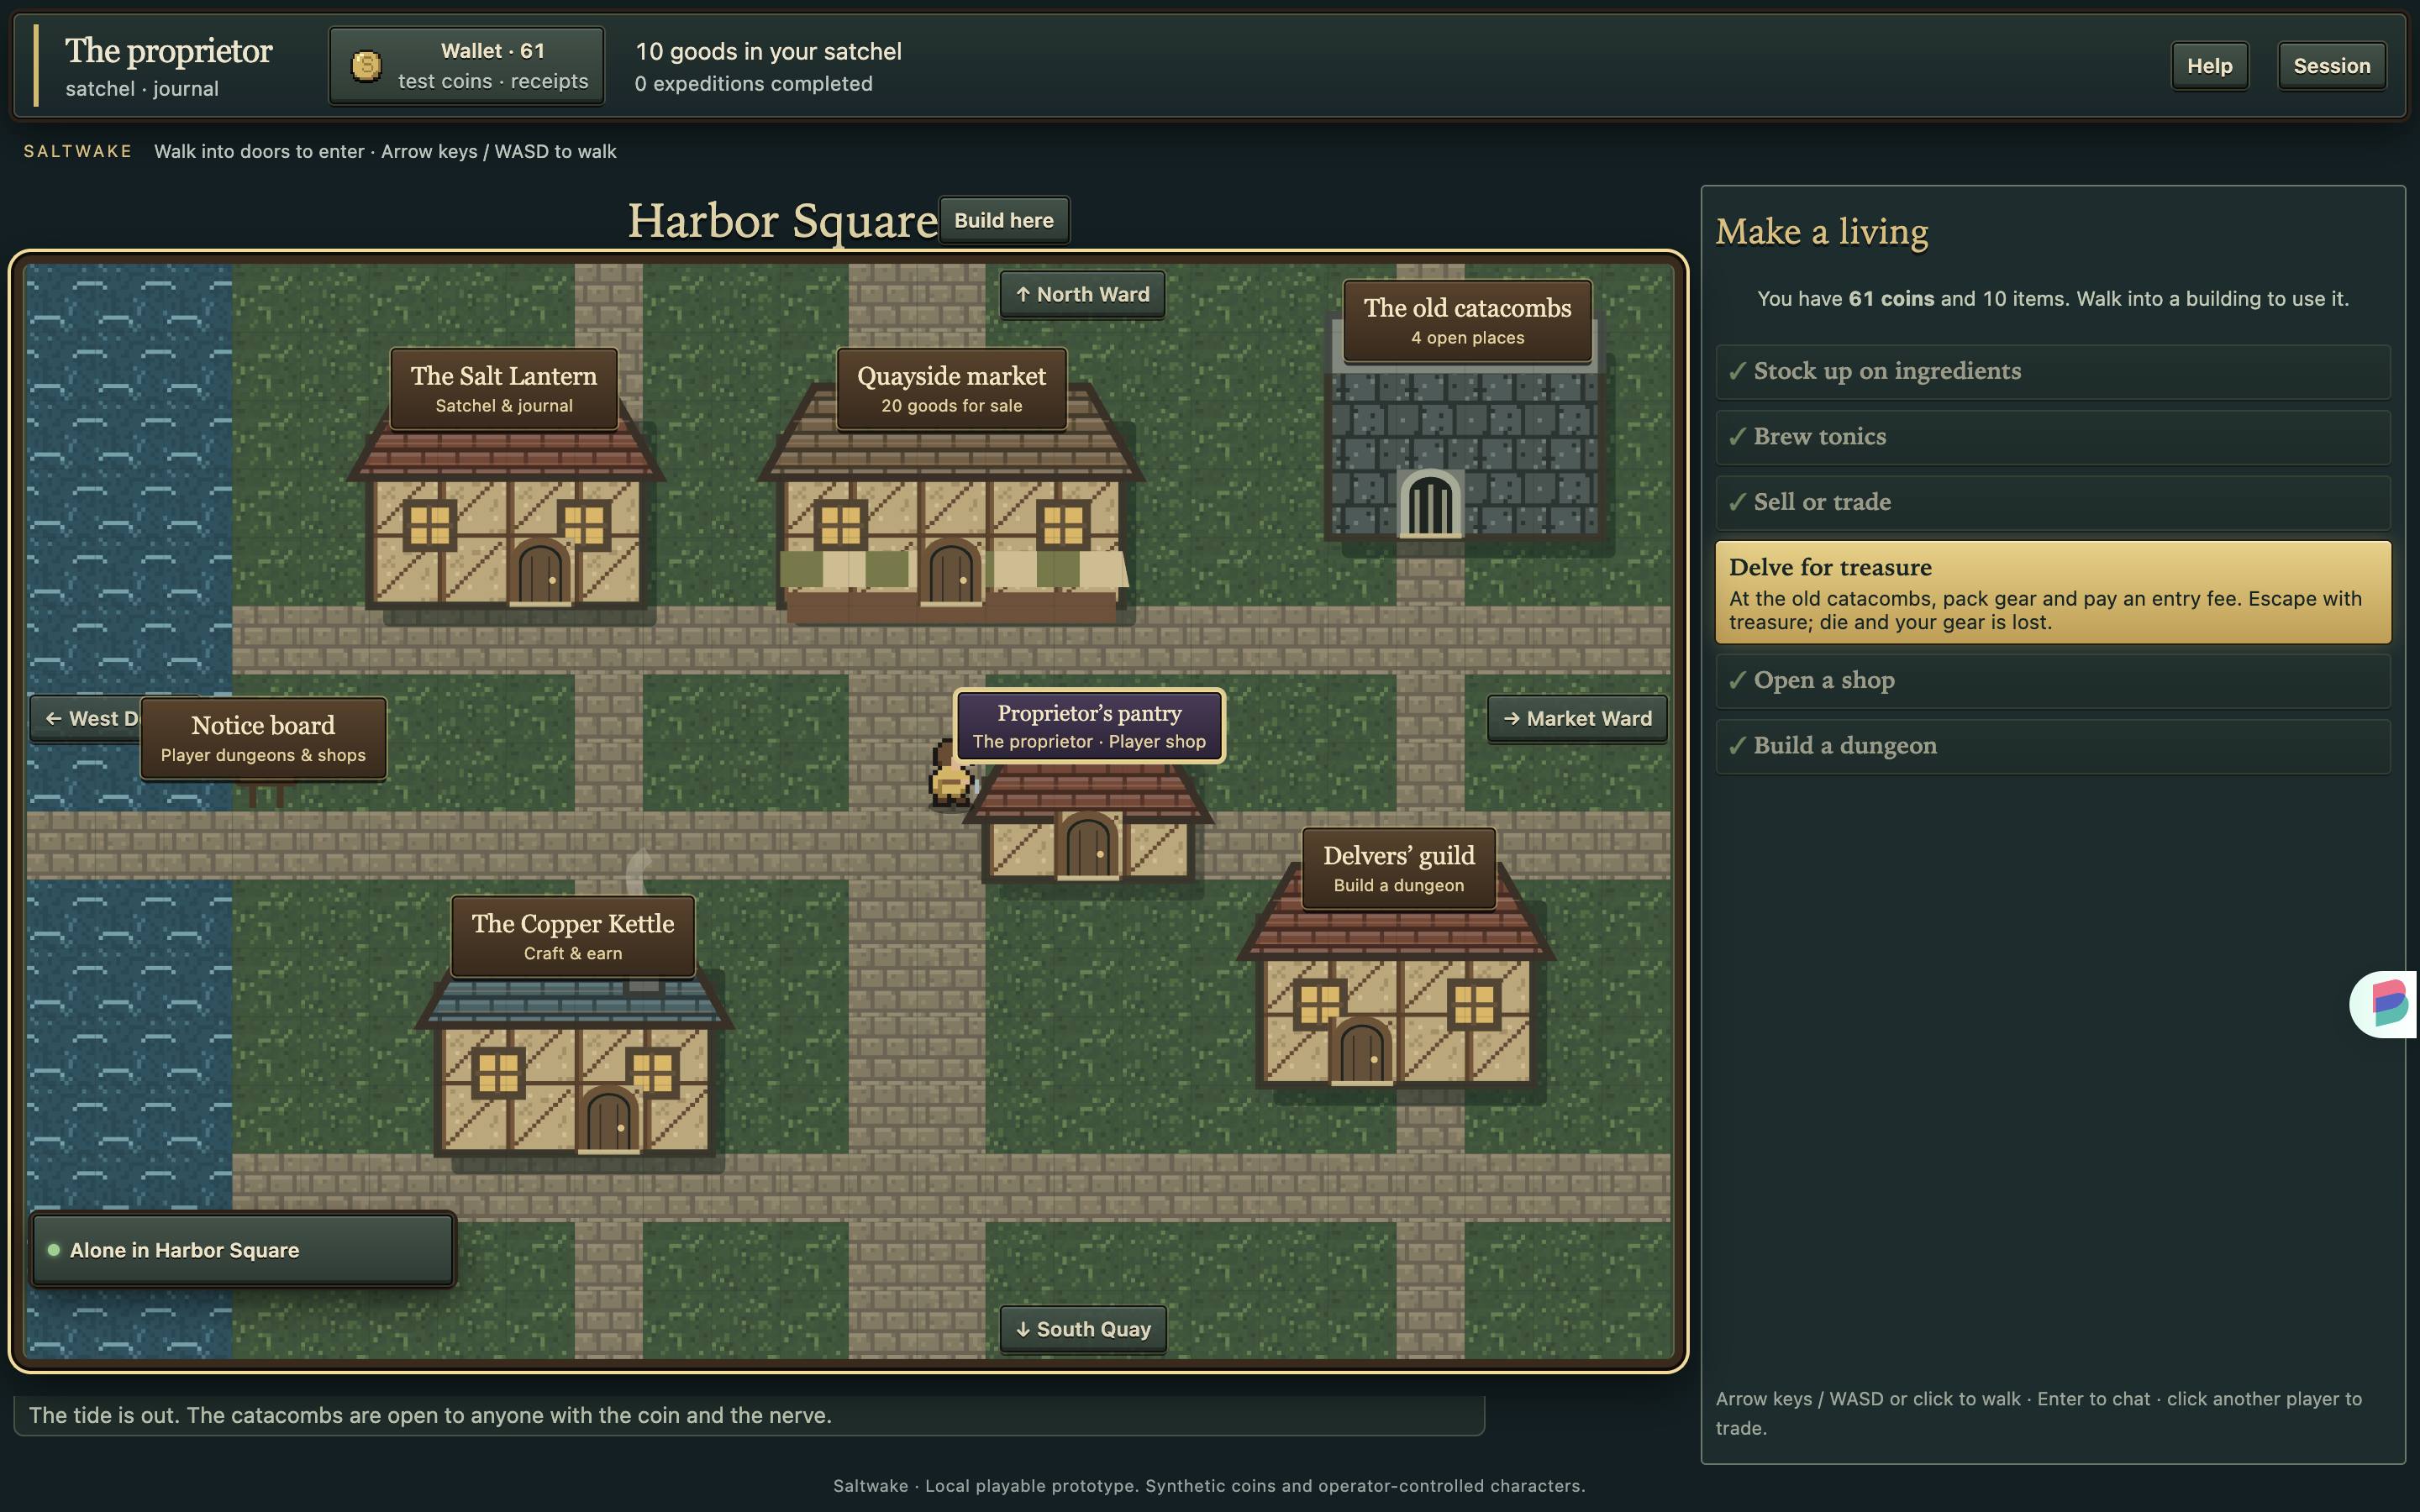 The proprietor
satchel · journal
Wallet · 61
test coins · receipts
10 goods in your satchel
0 expeditions completed
Help
Session
SALTWAKE Walk into doors to enter · Arrow keys / WASD to walk
Harbor Square
Build here
↑ North Ward
The old catacombs
4 open places
The Salt Lantern
Satchel & journal
Quayside market
20 goods for sale
← West D
Notice board
Player dungeons & shops
Proprietor’s pantry
The proprietor · Player shop
→ Market Ward
Delvers’ guild
Build a dungeon
The Copper Kettle
Craft & earn
Alone in Harbor Square
↓ South Quay
The tide is out. The catacombs are open to anyone with the coin and the nerve.
Make a living
You have 61 coins and 10 items. Walk into a building to use it.
✓ Stock up on ingredients
✓ Brew tonics
✓ Sell or trade
Delve for treasure
At the old catacombs, pack gear and pay an entry fee. Escape with
treasure; die and your gear is lost.
✓ Open a shop
✓ Build a dungeon
Arrow keys / WASD or click to walk · Enter to chat · click another player to
trade.
Saltwake · Local playable prototype. Synthetic coins and operator-controlled characters.